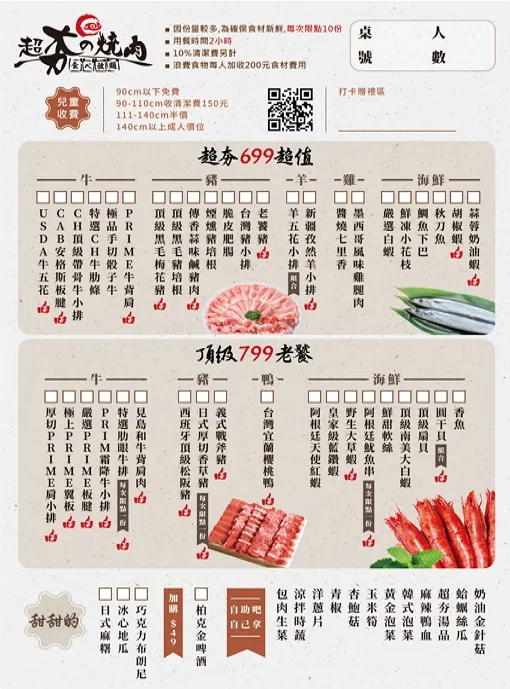 超夯の燒肉
食べ放題
因份量較多,為確保食材新鮮,每次限點10份
用餐時間2小時
10%清潔費另計
浪費食物每人加收200元食材費用
桌號
人數
兒童收費
90cm以下免費
90-110cm收清潔費150元
111-140cm半價
140cm以上成人價位
打卡贈禮區
超夯699超值
牛
PRIME牛背肩
極品手切骰子牛
特選CH牛肋條
CH頂級帶骨牛小排
CAB安格斯板腱
USDA牛五花
豬
老饕豬
台灣豬小排
脆皮肥腸
煙燻豬培根
傳香蒜味鹹豬肉
頂級黑毛豬培根
頂級黑毛梅花豬
羊
新疆孜然羊小排
羊五花小排 組合
雞
墨西哥風味雞腿肉
醬燒七里香
海鮮
蒜蓉奶油蝦
胡椒蝦
秋刀魚
鯛魚下巴
鮮凍小花枝
嚴選白蝦
頂級799老饕
牛
見島和牛背肩肉
特選肋眼牛排 每次限點一份
PRIM霜降牛小排
嚴選PRIME板腱
極上PRIME翼板
厚切PRIME肩小排
豬
義式戰斧豬
日式厚切香草豬 每次限點一份
西班牙頂級松阪豬
鴨
台灣宜蘭櫻桃鴨
海鮮
香魚
圓干貝 組合
頂級扇貝
頂級南美大白蝦
鮮甜軟絲
阿根廷魷魚串 每次限點一份
野生大草蝦
皇家級藍鑽蝦
阿根廷天使紅蝦
甜甜的
巧克力布朗尼
冰心地瓜
日式麻糬
加購$49
柏克金啤酒
自助吧
自己拿
奶油金針菇
蛤蠣絲瓜
超夯湯品
麻辣鴨血
韓式泡菜
黃金泡菜
玉米筍
杏鮑菇
青椒
洋蔥片
涼拌時蔬
包肉生菜